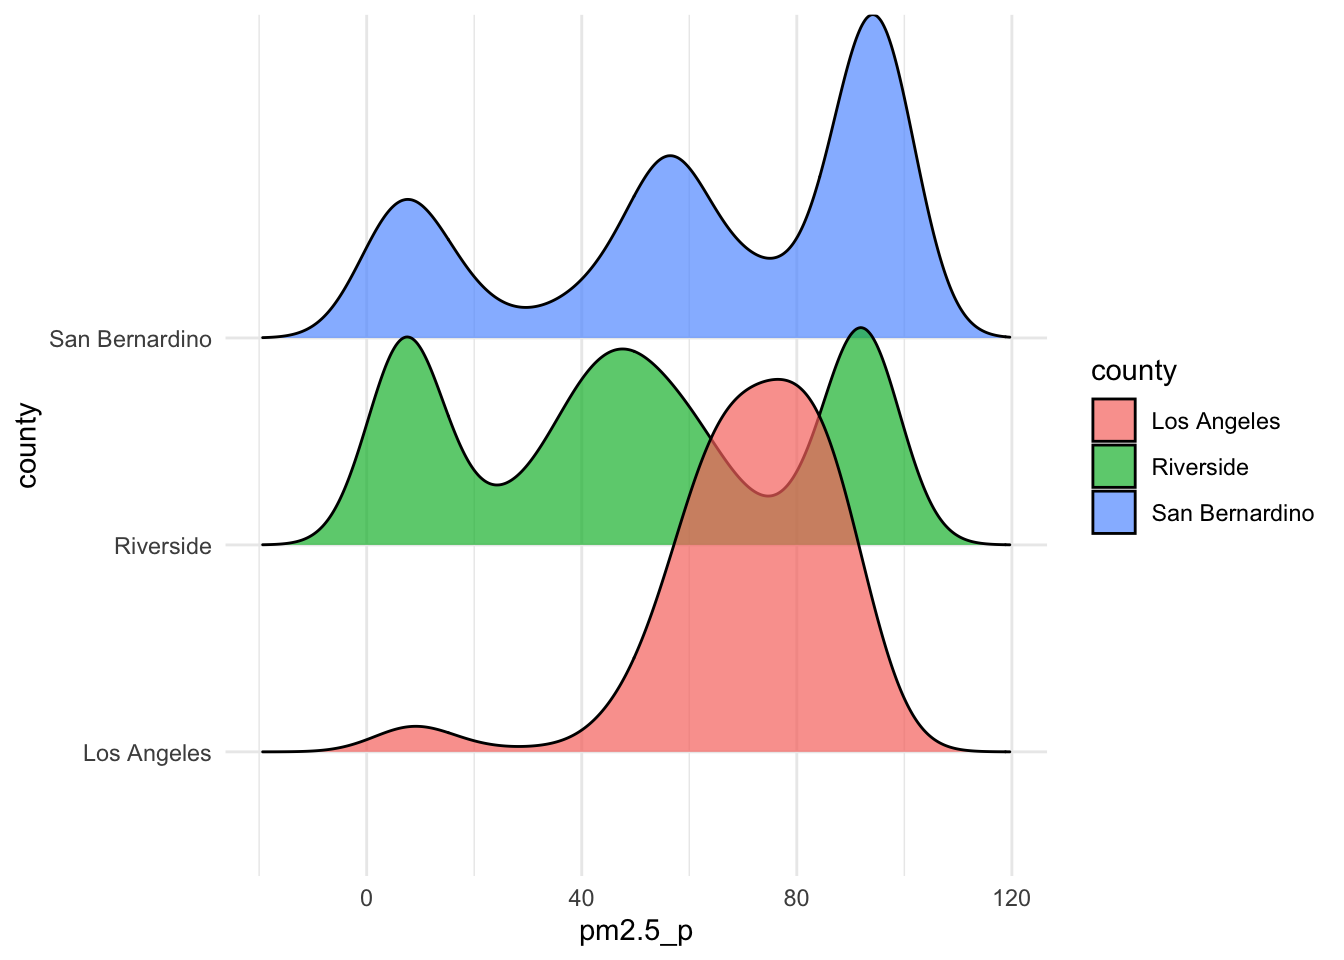 San Bernardino
Riverside
Los Angeles
county
0 40 80 120
pm2.5_p
county
Los Angeles
Riverside
San Bernardino